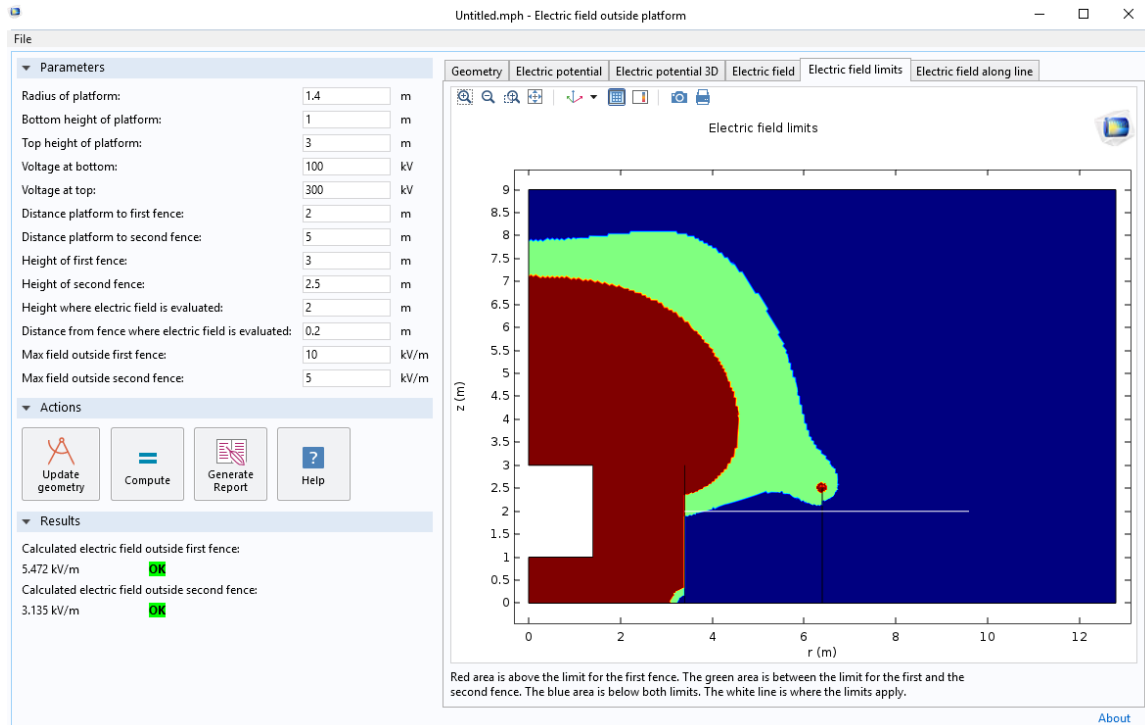 Untitled.mph - Electric field outside platform
File
Parameters
Radius of platform: 1.4 m
Bottom height of platform: 1 m
Top height of platform: 3 m
Voltage at bottom: 100 kV
Voltage at top: 300 kV
Distance platform to first fence: 2 m
Distance platform to second fence: 5 m
Height of first fence: 3 m
Height of second fence: 2.5 m
Height where electric field is evaluated: 2 m
Distance from fence where electric field is evaluated: 0.2 m
Max field outside first fence: 10 kV/m
Max field outside second fence: 5 kV/m
Actions
Update geometry
Compute
Generate Report
? Help
Results
Calculated electric field outside first fence:
5.472 kV/m OK
Calculated electric field outside second fence:
3.135 kV/m OK
Geometry Electric potential Electric potential 3D Electric field Electric field limits Electric field along line
Electric field limits
9
8.5
8
7.5
7
6.5
6
5.5
5
4.5
4
3.5
3
2.5
2
1.5
1
0.5
0
z (m)
0 2 4 6 8 10 12
r (m)
Red area is above the limit for the first fence. The green area is between the limit for the first and the
second fence. The blue area is below both limits. The white line is where the limits apply.
About